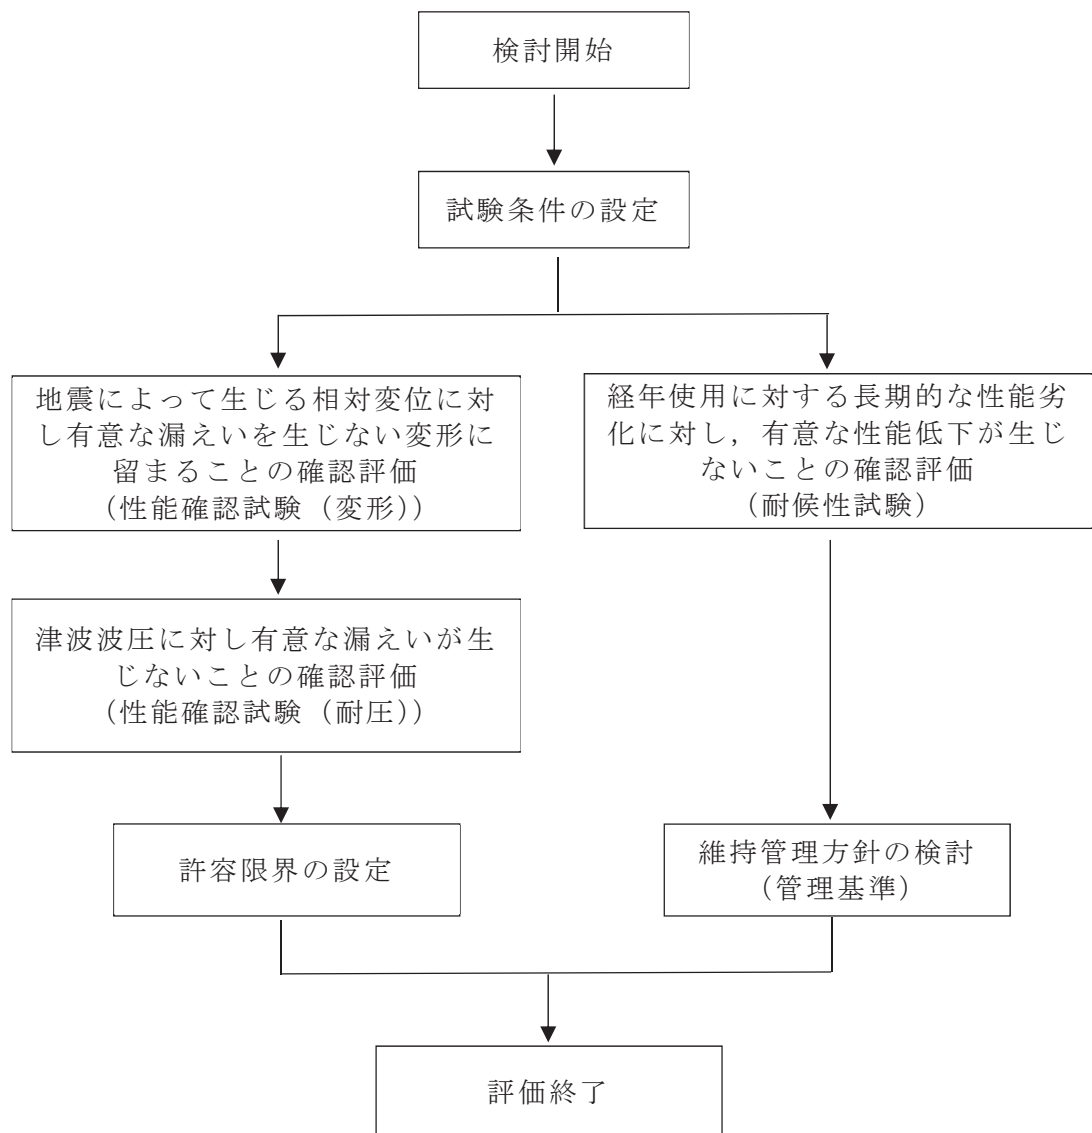 検討開始
試験条件の設定
地震によって生じる相対変位に対
し有意な漏えいを生じない変形に
留まることの確認評価
（性能確認試験（変形））
経年使用に対する長期的な性能劣
化に対し，有意な性能低下が生じ
ないことの確認評価
（耐候性試験）
津波波圧に対し有意な漏えいが生
じないことの確認評価
（性能確認試験（耐圧））
許容限界の設定
維持管理方針の検討
（管理基準）
評価終了